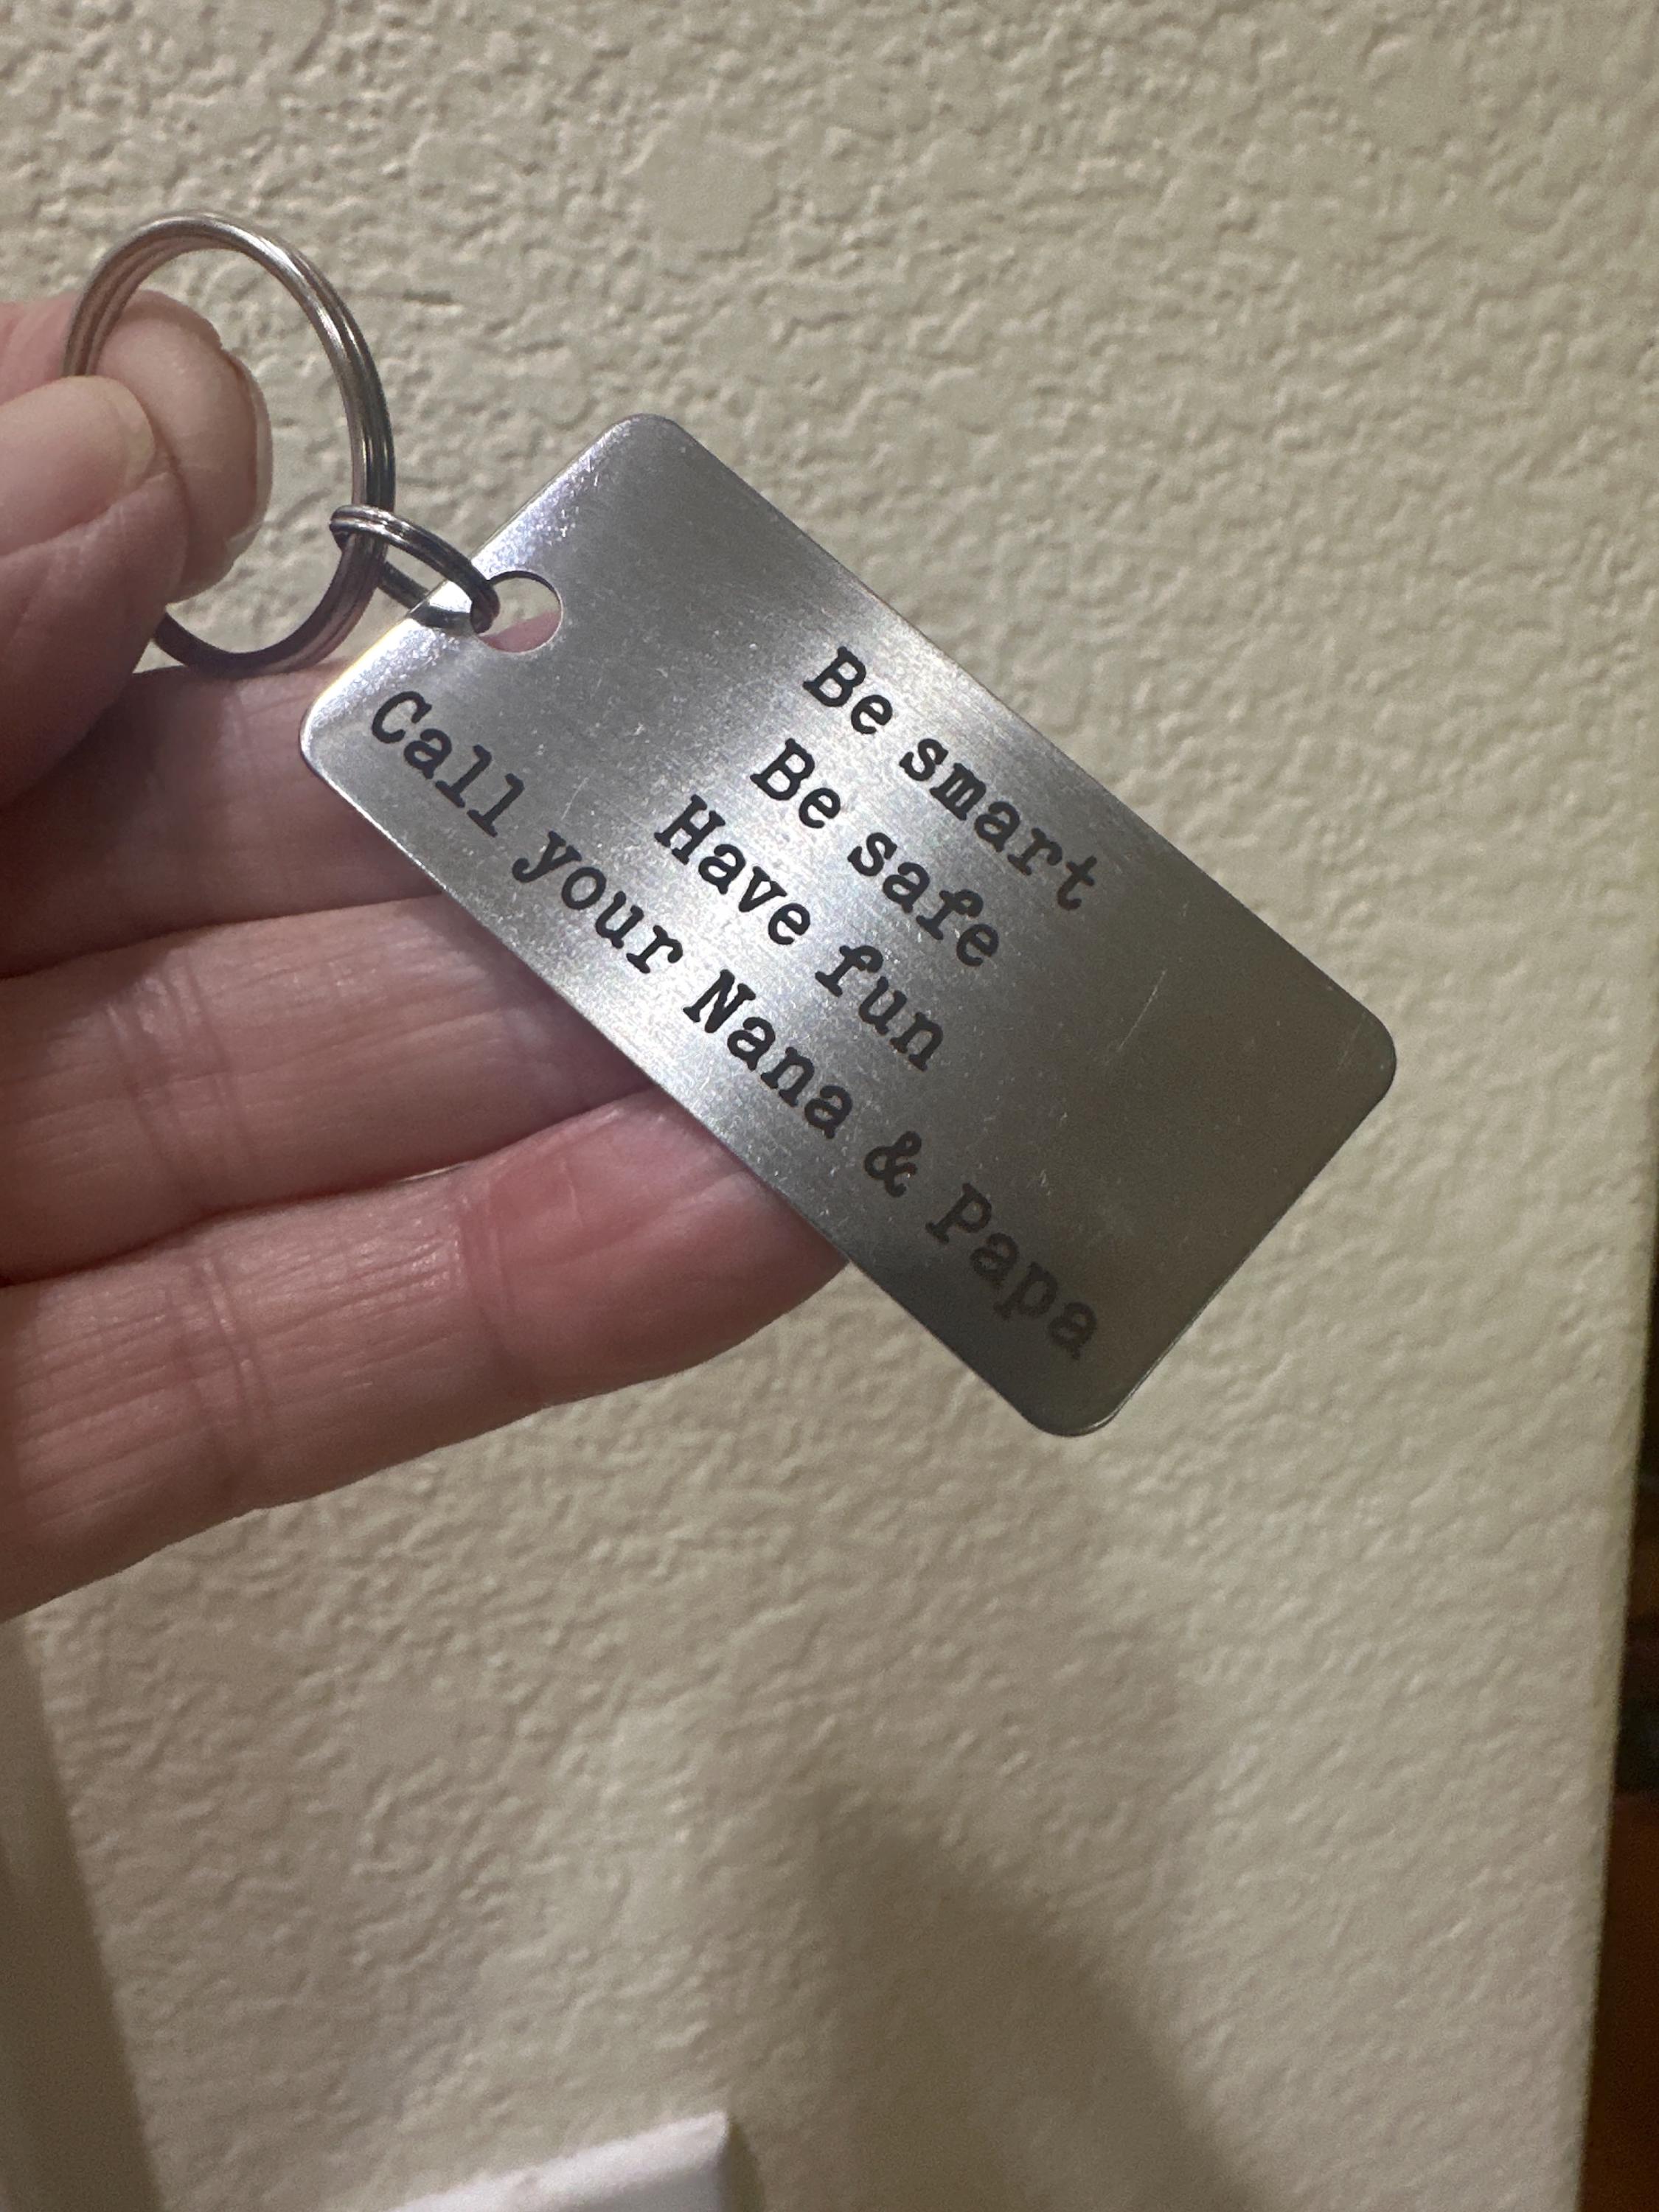 Be smart
Be safe
Have fun
Call your Nana & Papa